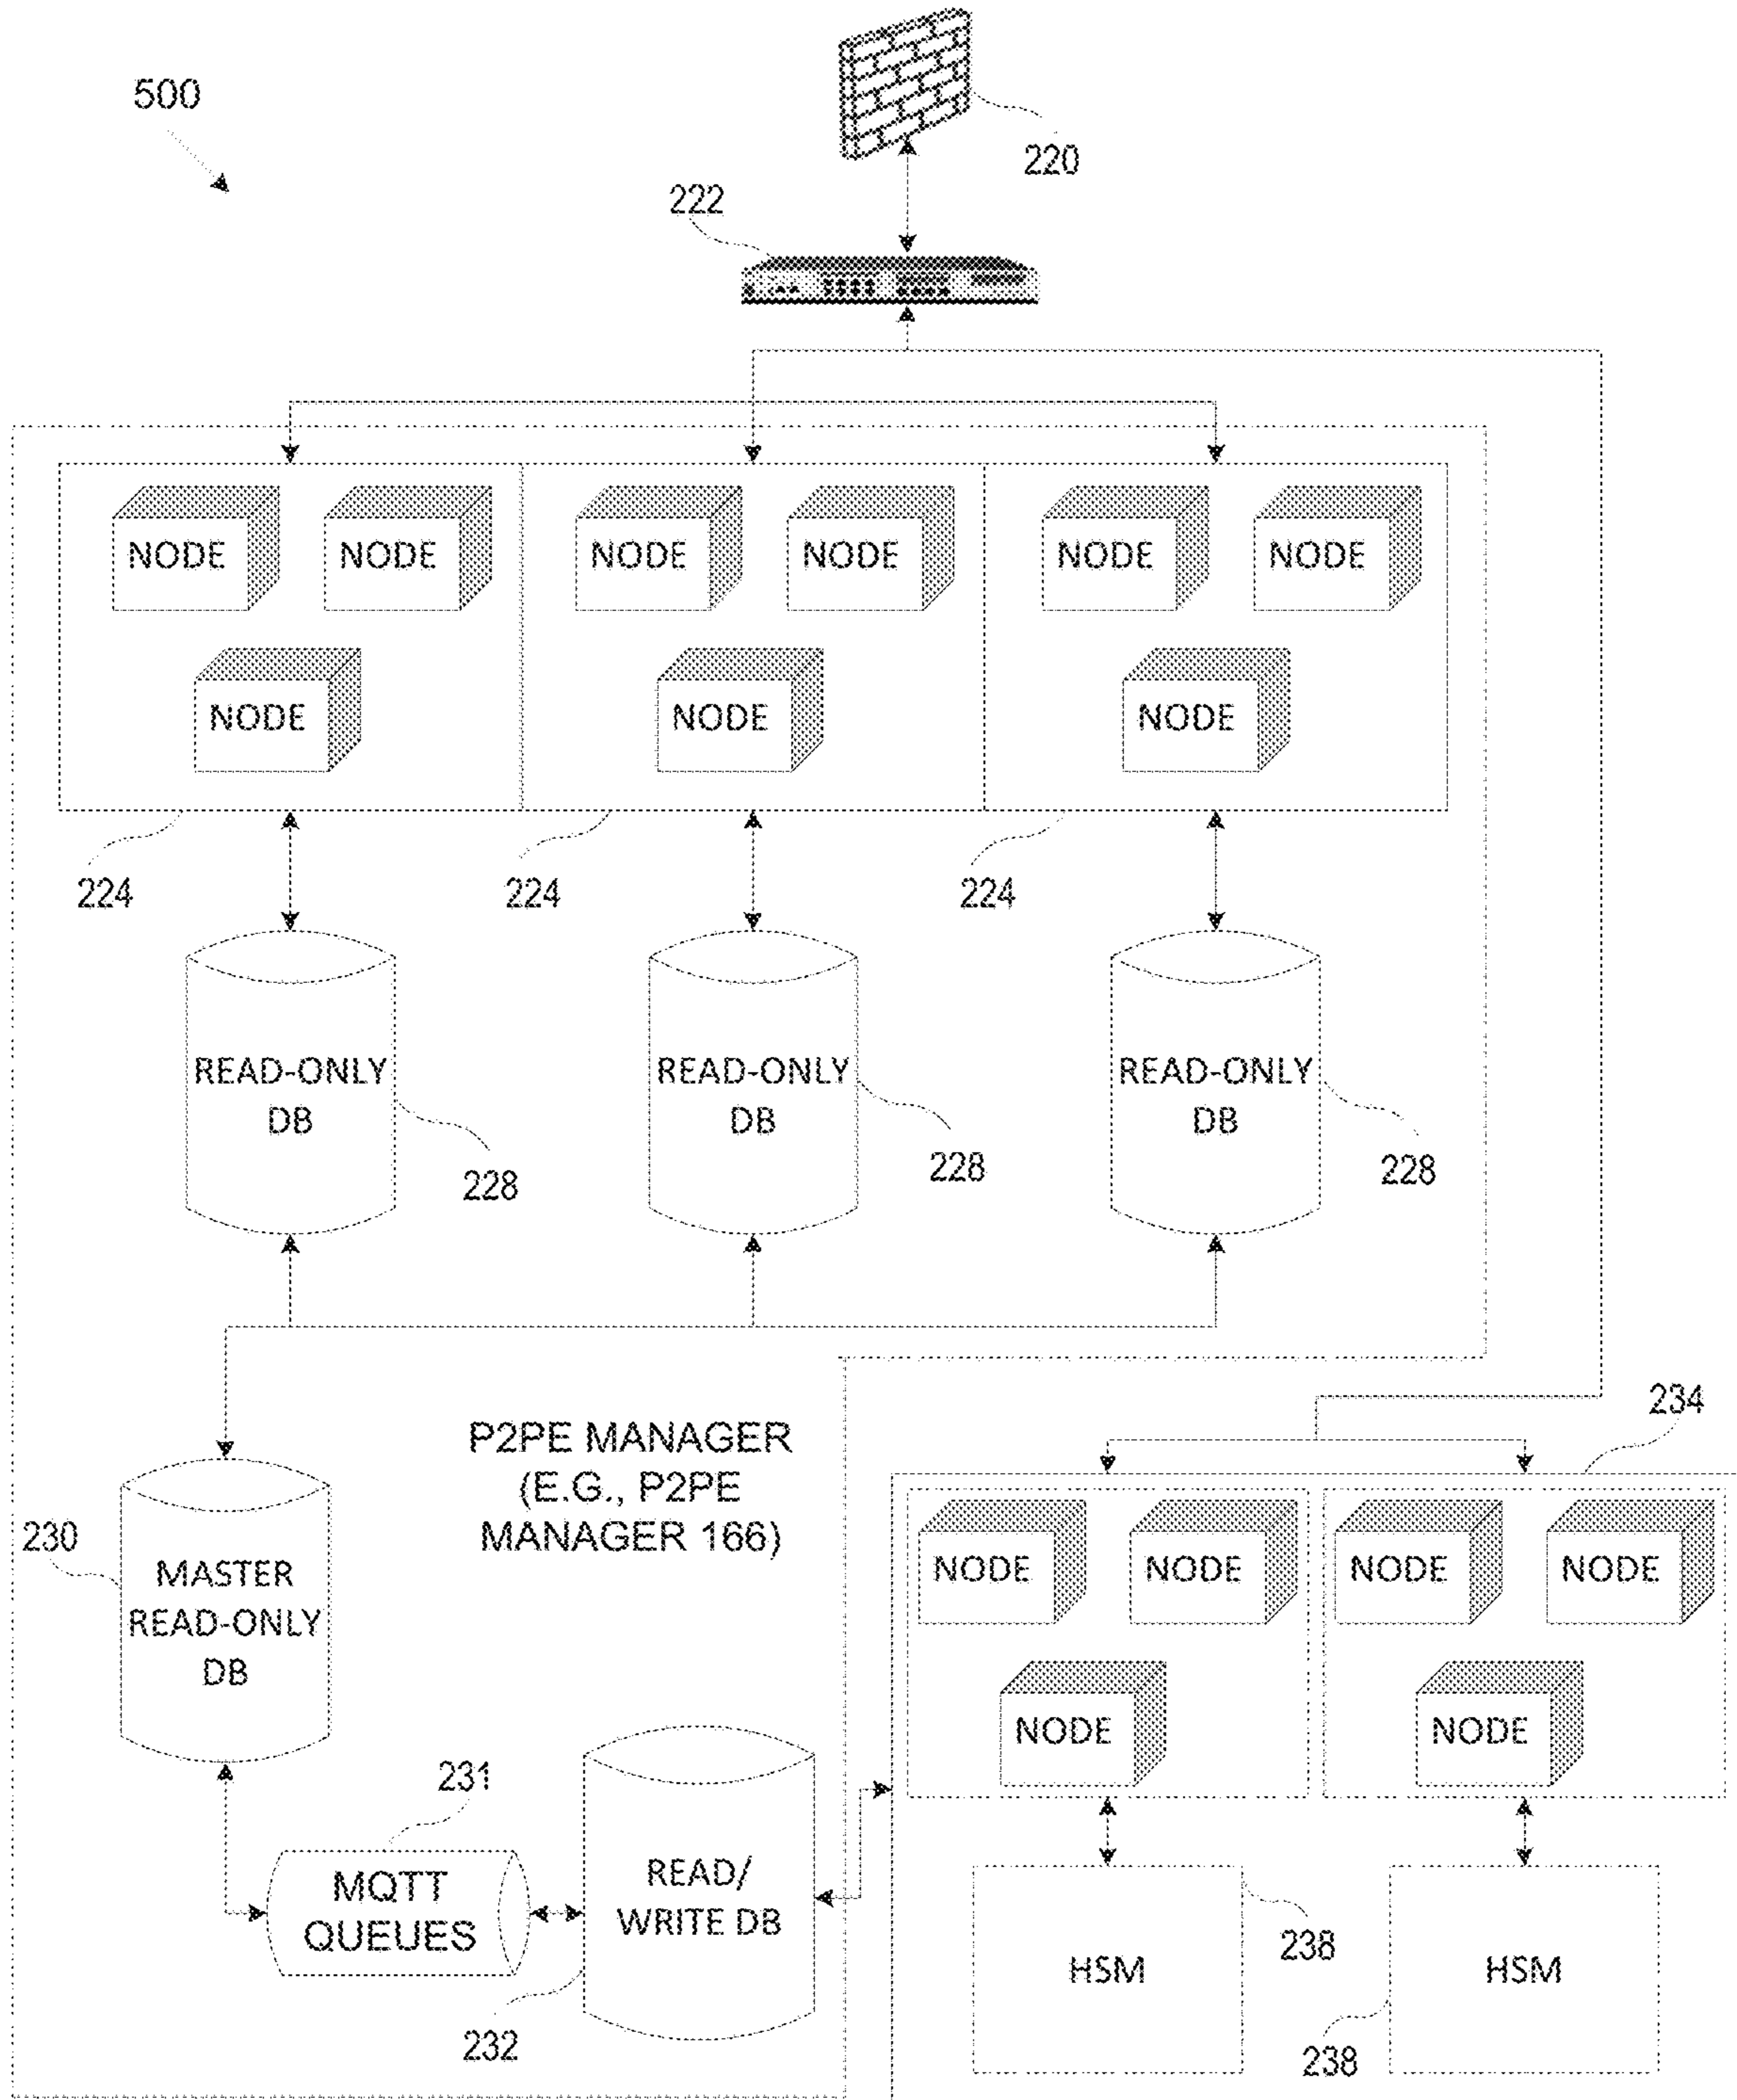 500
220
222
NODE NODE NODE NODE NODE NODE
NODE NODE NODE
224 224 224
READ-ONLY
DB
228
READ-ONLY
DB
228
READ-ONLY
DB
228
P2PE MANAGER
(E.G., P2PE
MANAGER 166)
234
230
MASTER
READ-ONLY
DB
NODE NODE NODE NODE
NODE NODE
231
MQTT
QUEUES
READ/
WRITE DB
232
HSM
238
HSM
238